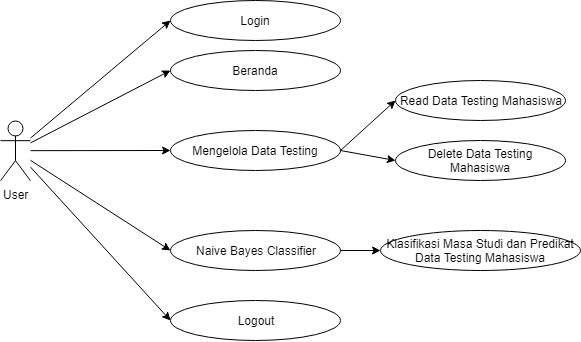 Login
Beranda
Read Data Testing Mahasiswa
Mengelola Data Testing
Delete Data Testing
Mahasiswa
User
Naive Bayes Classifier
Klasifikasi Masa Studi dan Predikat
Data Testing Mahasiswa
Logout